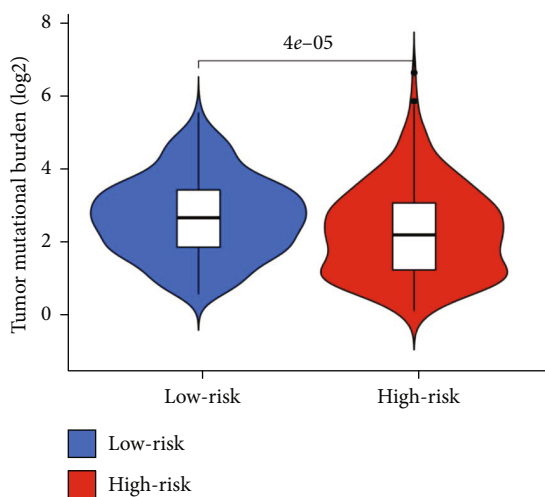 8
4e–05
6
4
2
0
Tumor mutational burden (log2)
Low-risk High-risk
Low-risk
High-risk